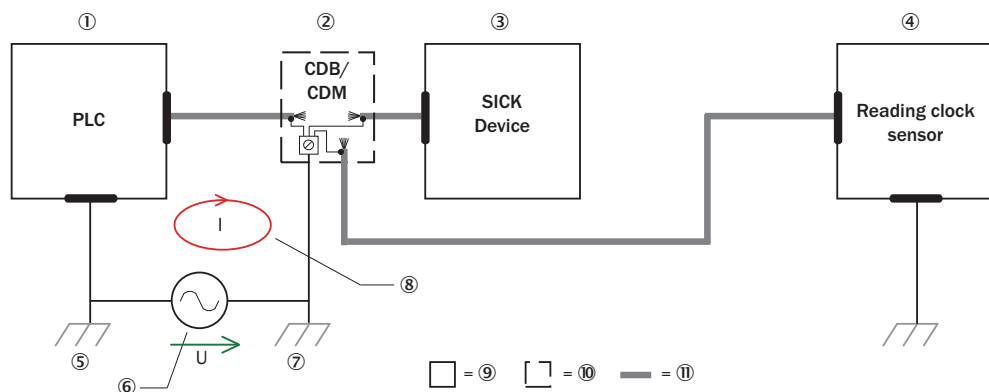 ① ② ③ ④
PLC
CDB/
CDM
SICK
Device
Reading clock
sensor
I
⑧
⑤ U ⑦
⑥
= ⑨ = ⑩ = ⑪